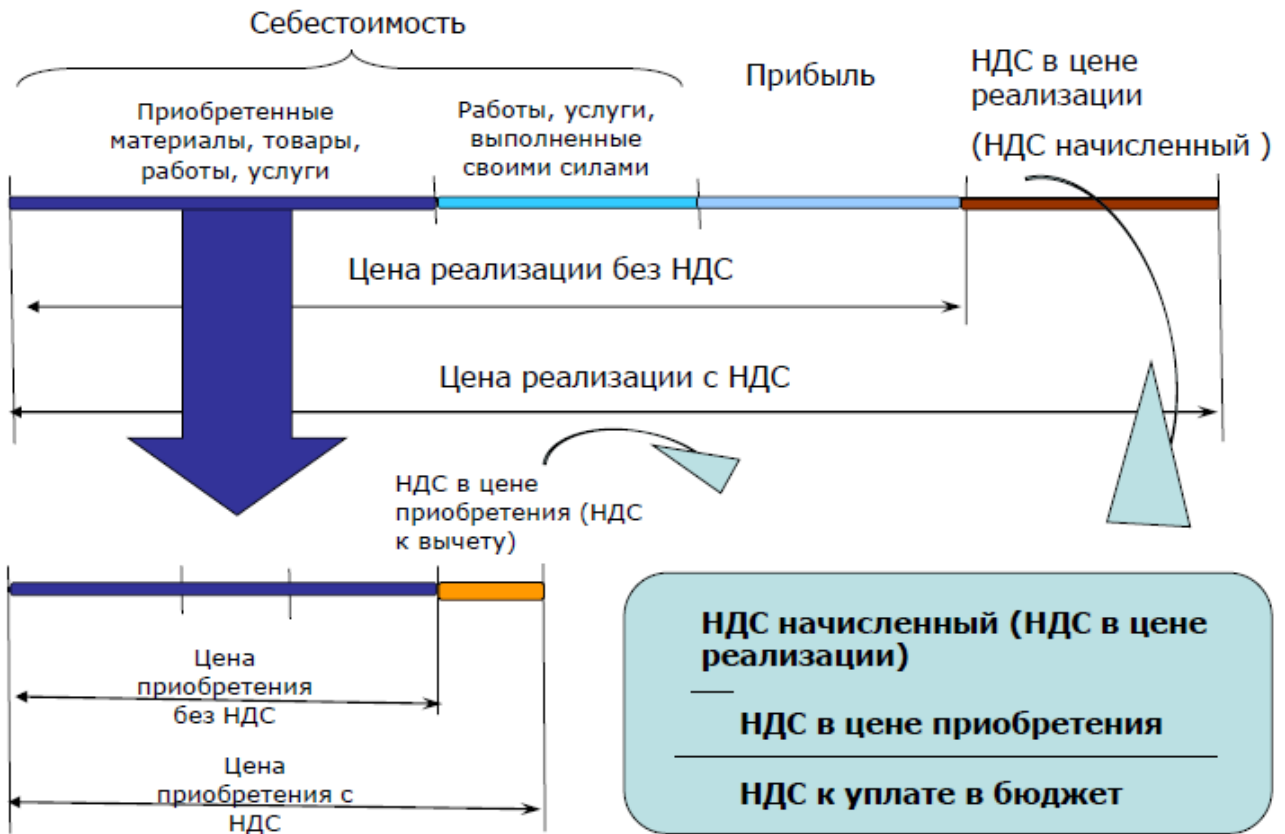 Себестоимость
Прибыль
НДС в цене
реализации
(НДС начисленный )
Приобретенные
материалы, товары,
работы, услуги
Работы, услуги,
выполненные
своими силами
Цена реализации без НДС
Цена реализации с НДС
НДС в цене
приобретения (НДС
к вычету)
Цена
приобретения
без НДС
Цена
приобретения с
НДС
НДС начисленный (НДС в цене
реализации)
—
НДС в цене приобретения
НДС к уплате в бюджет